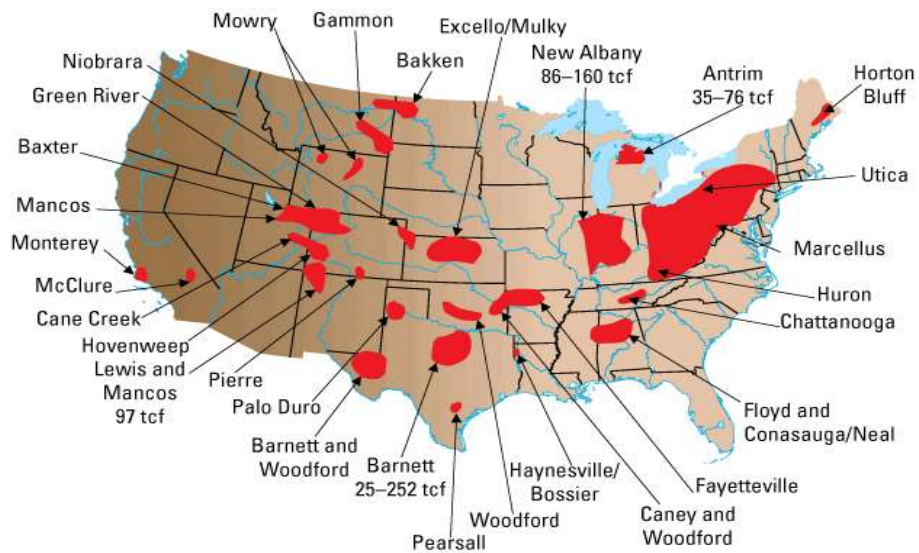 Mowry
Gammon
Excello/Mulky
Niobrara
Bakken
New Albany
86–160 tcf
Antrim
35–76 tcf
Horton
Bluff
Green River
Baxter
Utica
Mancos
Monterey
Marcellus
McClure
Huron
Cane Creek
Chattanooga
Hovenweep
Lewis and
Mancos
97 tcf
Pierre
Palo Duro
Floyd and
Conasauga/Neal
Barnett and
Woodford
Barnett
25–252 tcf
Haynesville/
Bossier
Fayetteville
Woodford
Caney and
Woodford
Pearsall